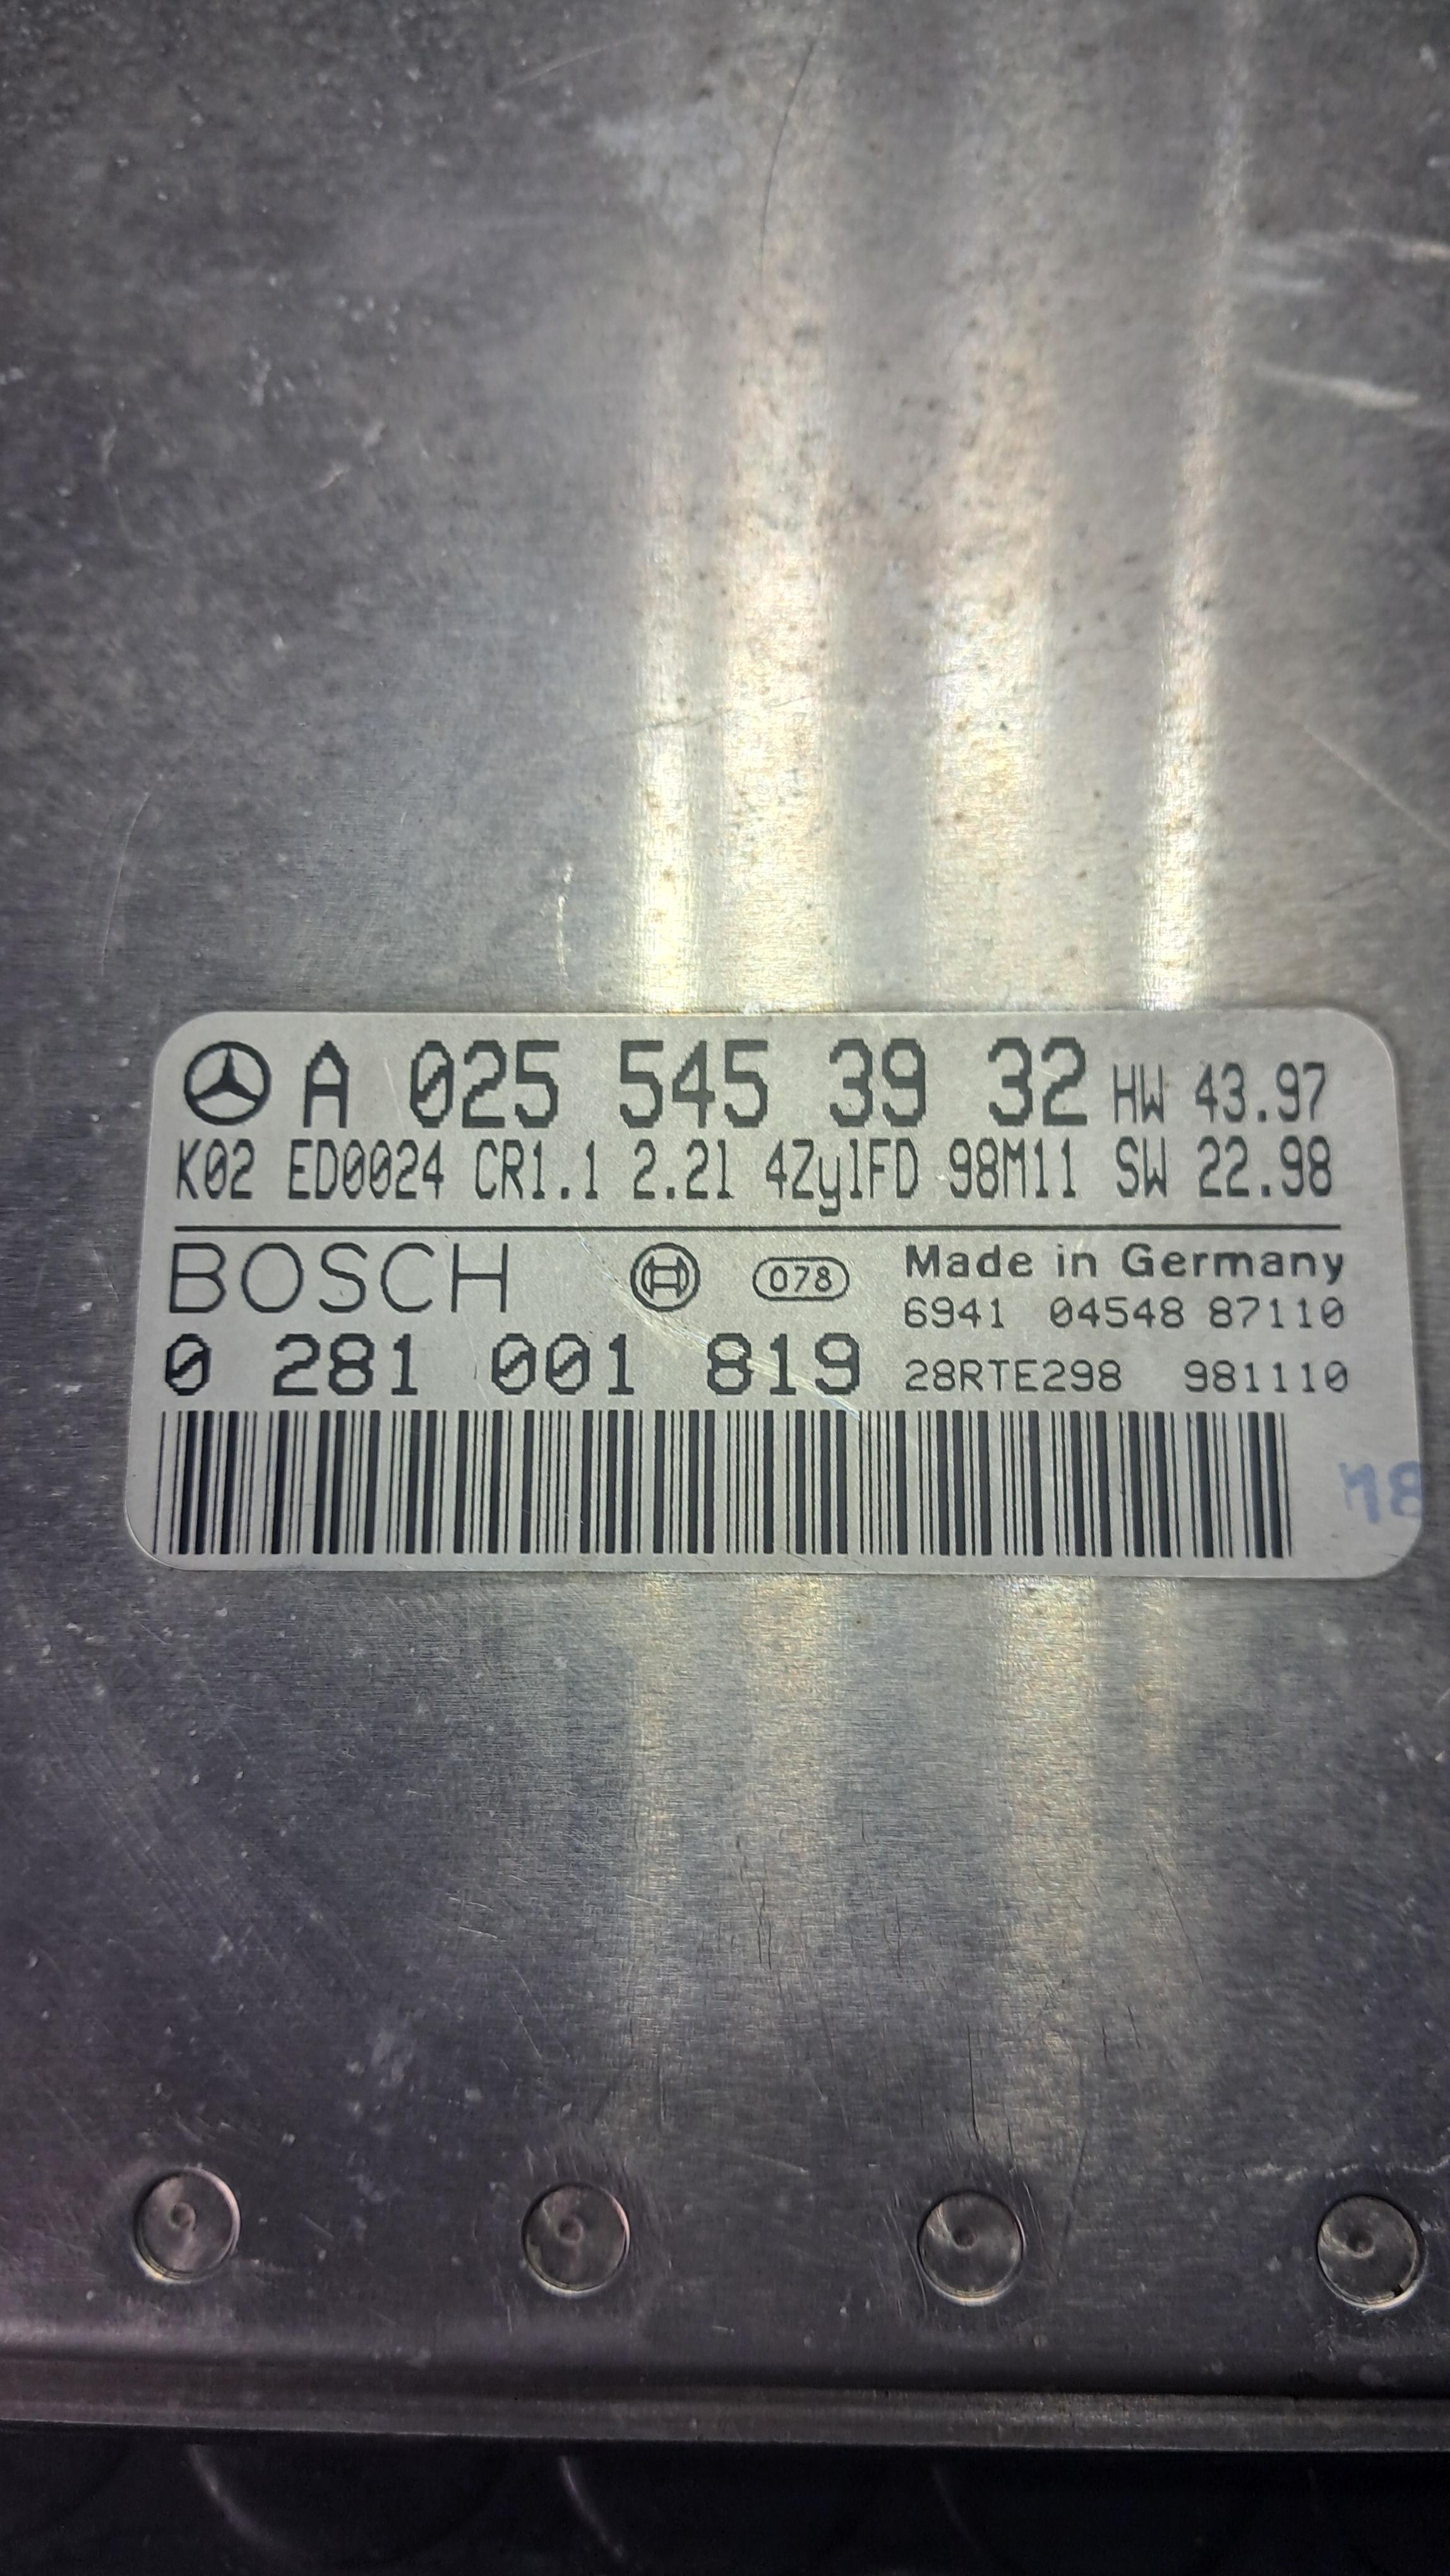 A 025 545 39 32 HW 43.97
K02 ED0024 CR1.1 2.2l 4ZylFD 98M11 SW 22.98
BOSCH 078 Made in Germany
6941 04548 87110
0 281 001 819 28RTE298 981110